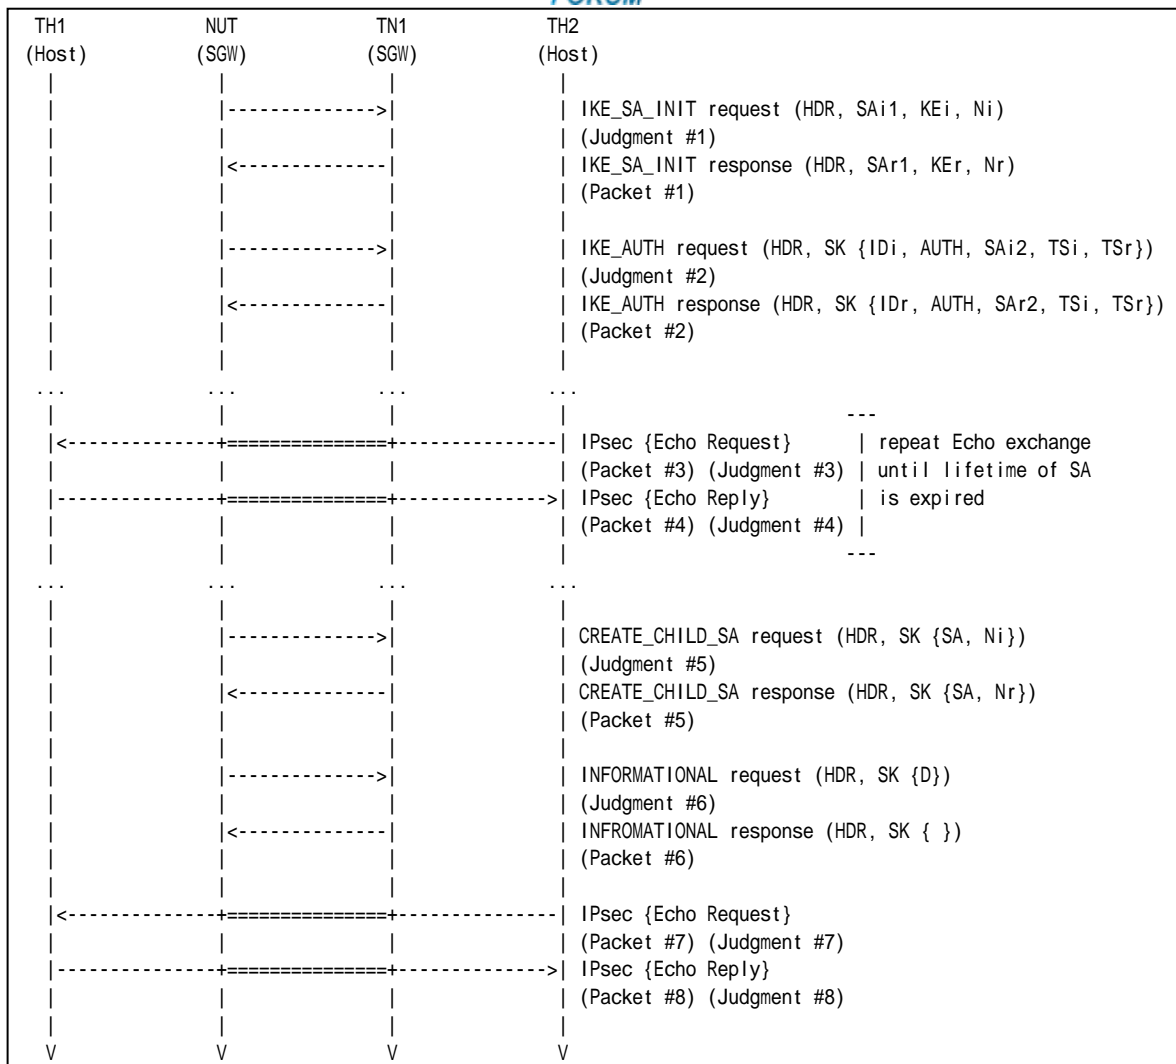 FORUM
TH1 NUT TN1 TH2
(Host) (SGW) (SGW) (Host)
| | | |
| |-------------->| | IKE_SA_INIT request (HDR, SAi1, KEi, Ni)
| | | | (Judgment #1)
| |<--------------| | IKE_SA_INIT response (HDR, SAr1, KEr, Nr)
| | | | (Packet #1)
| | | |
| |-------------->| | IKE_AUTH request (HDR, SK {IDi, AUTH, SAi2, TSi, TSr})
| | | | (Judgment #2)
| |<--------------| | IKE_AUTH response (HDR, SK {IDr, AUTH, SAr2, TSi, TSr})
| | | | (Packet #2)
| | | |
... ... ... ...
| | | | ---
|<--------------+===============+--------------| IPsec {Echo Request} | repeat Echo exchange
| | | | (Packet #3) (Judgment #3) | until lifetime of SA
|---------------+===============+-------------->| IPsec {Echo Reply} | is expired
| | | | (Packet #4) (Judgment #4) |
| | | | ---
... ... ... ...
| | | |
| |-------------->| | CREATE_CHILD_SA request (HDR, SK {SA, Ni})
| | | | (Judgment #5)
| |<--------------| | CREATE_CHILD_SA response (HDR, SK {SA, Nr})
| | | | (Packet #5)
| | | |
| |-------------->| | INFORMATIONAL request (HDR, SK {D})
| | | | (Judgment #6)
| |<--------------| | INFROMATIONAL response (HDR, SK { })
| | | | (Packet #6)
| | | |
|<--------------+===============+---------------| IPsec {Echo Request}
| | | | (Packet #7) (Judgment #7)
|---------------+===============+-------------->| IPsec {Echo Reply}
| | | | (Packet #8) (Judgment #8)
| | | |
V V V V